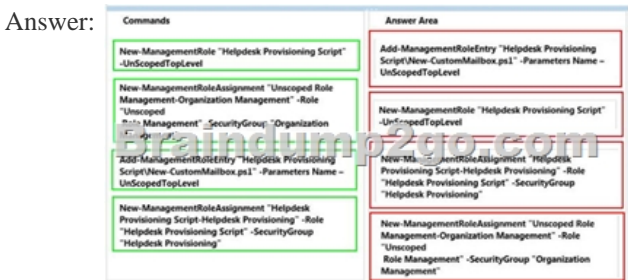 Answer:
Commands
New-ManagementRole "Helpdesk Provisioning Script"
-UnScopedTopLevel
New-ManagementRoleAssignment "Unscoped Role
Management-Organization Management" -Role
"Unscoped
Role Management" -SecurityGroup "Organization
Management"
Add-ManagementRoleEntry "Helpdesk Provisioning
Script\New-CustomMailbox.ps1" -Parameters Name –
UnScopedTopLevel
New-ManagementRoleAssignment "Helpdesk
Provisioning Script-Helpdesk Provisioning" -Role
"Helpdesk Provisioning Script" -SecurityGroup
"Helpdesk Provisioning"
Answer Area
Add-ManagementRoleEntry "Helpdesk Provisioning
Script\New-CustomMailbox.ps1" -Parameters Name –
UnScopedTopLevel
New-ManagementRole "Helpdesk Provisioning Script"
-UnScopedTopLevel
New-ManagementRoleAssignment "Helpdesk
Provisioning Script-Helpdesk Provisioning" -Role
"Helpdesk Provisioning Script" -SecurityGroup
"Helpdesk Provisioning"
New-ManagementRoleAssignment "Unscoped Role
Management-Organization Management" -Role
"Unscoped
Role Management" -SecurityGroup "Organization
Management"
Braindump2go.com